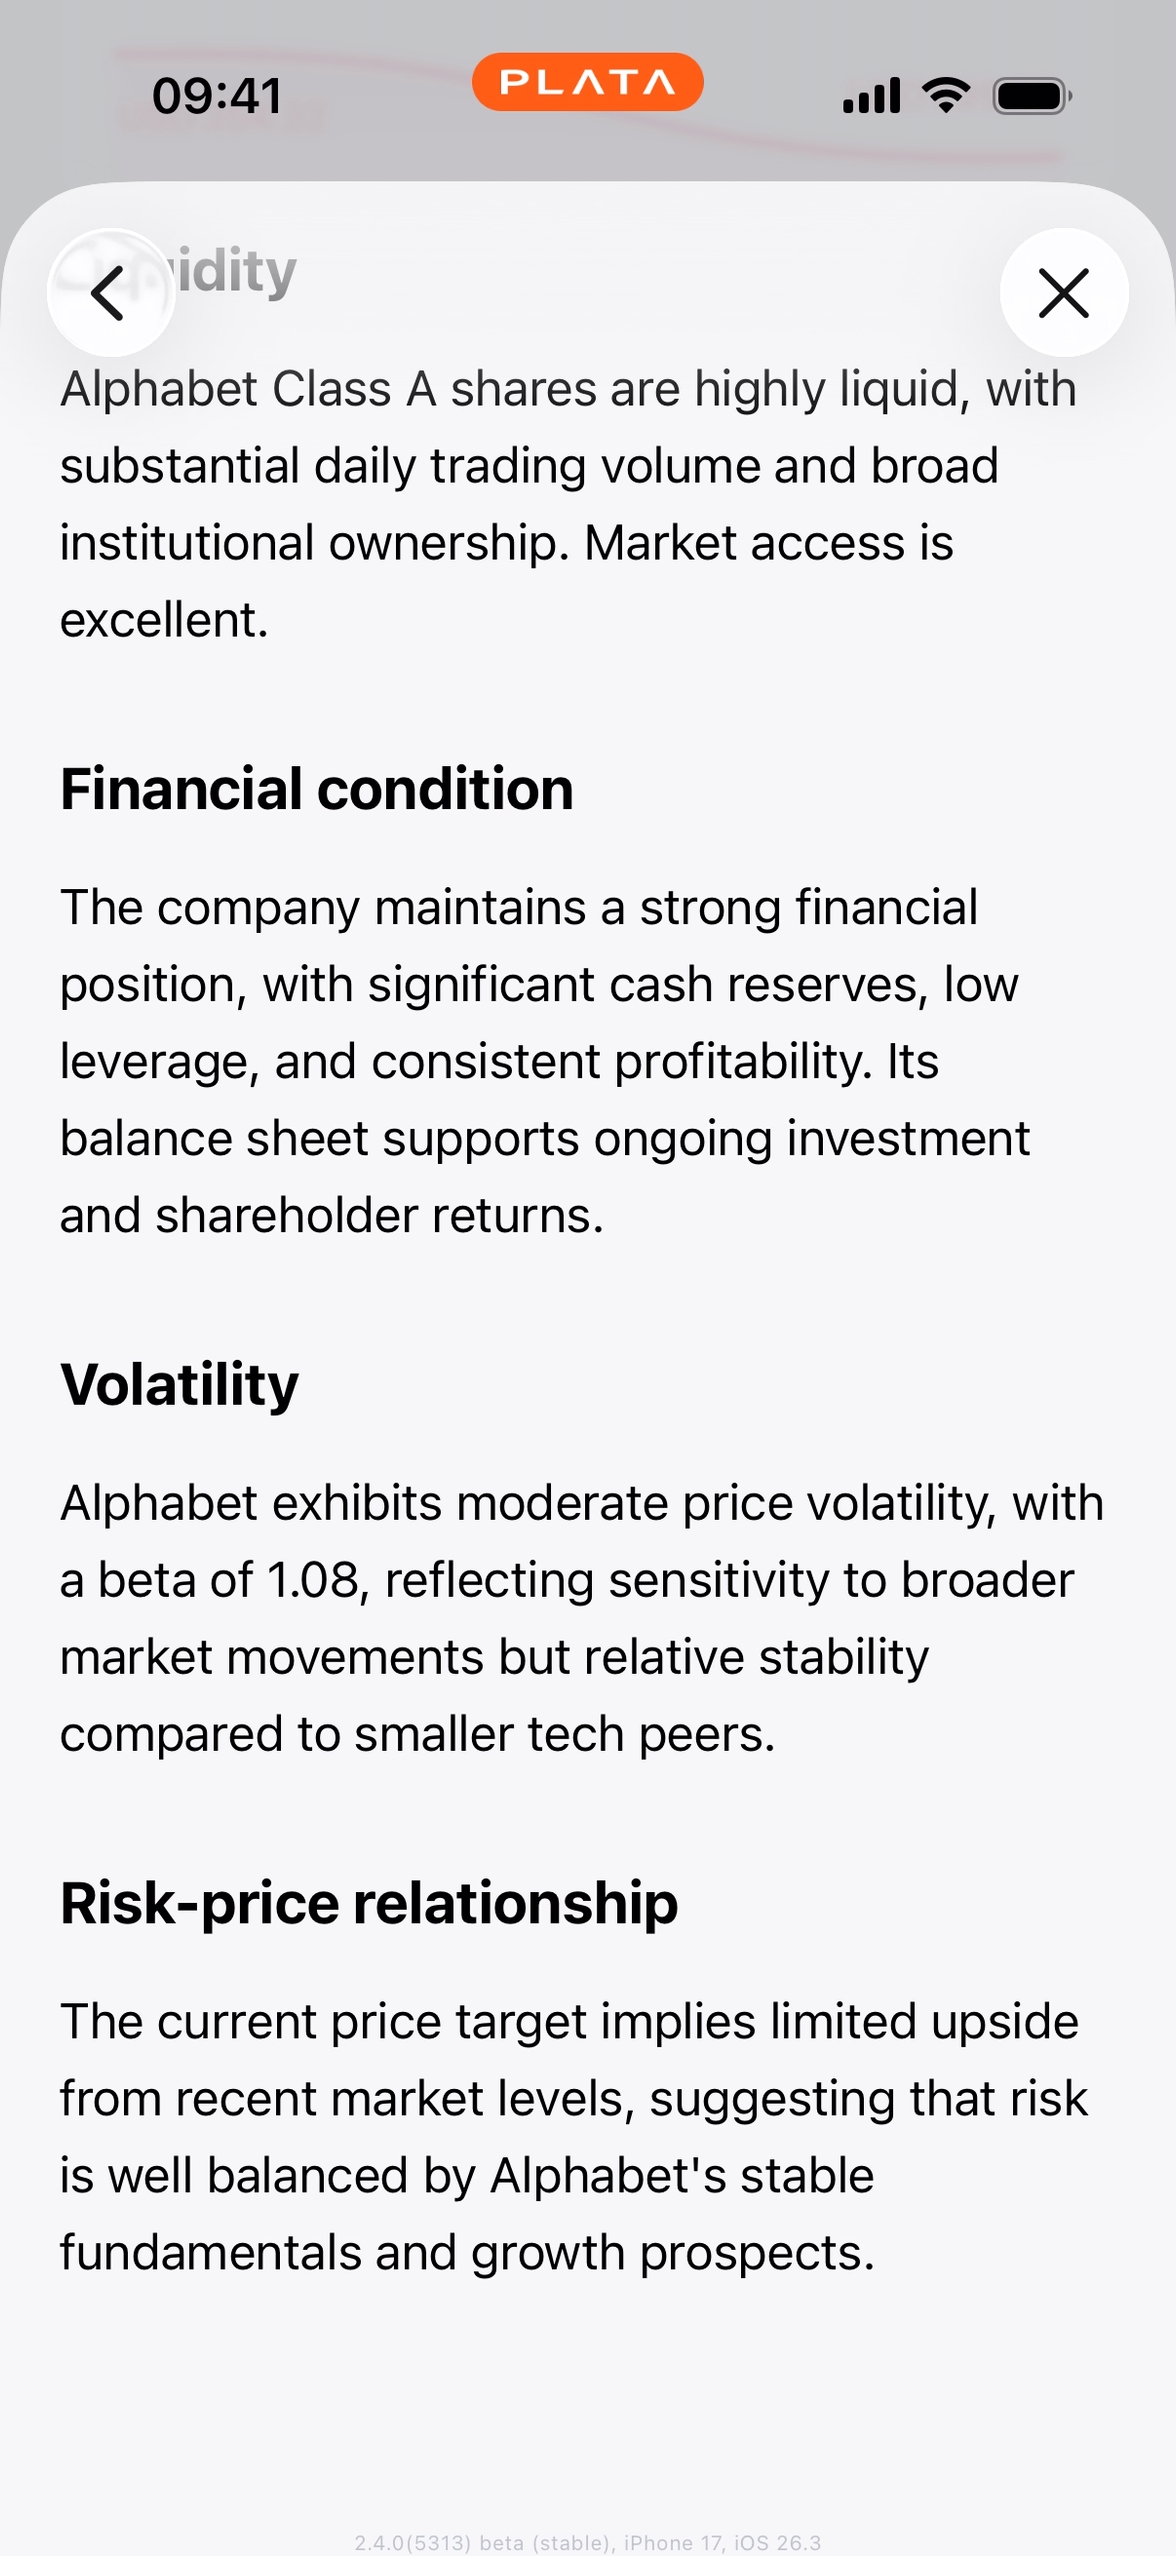 09:41
PLATA
idity
Alphabet Class A shares are highly liquid, with
substantial daily trading volume and broad
institutional ownership. Market access is
excellent.
Financial condition
The company maintains a strong financial
position, with significant cash reserves, low
leverage, and consistent profitability. Its
balance sheet supports ongoing investment
and shareholder returns.
Volatility
Alphabet exhibits moderate price volatility, with
a beta of 1.08, reflecting sensitivity to broader
market movements but relative stability
compared to smaller tech peers.
Risk-price relationship
The current price target implies limited upside
from recent market levels, suggesting that risk
is well balanced by Alphabet's stable
fundamentals and growth prospects.
2.4.0(5313) beta (stable), iPhone 17, iOS 26.3